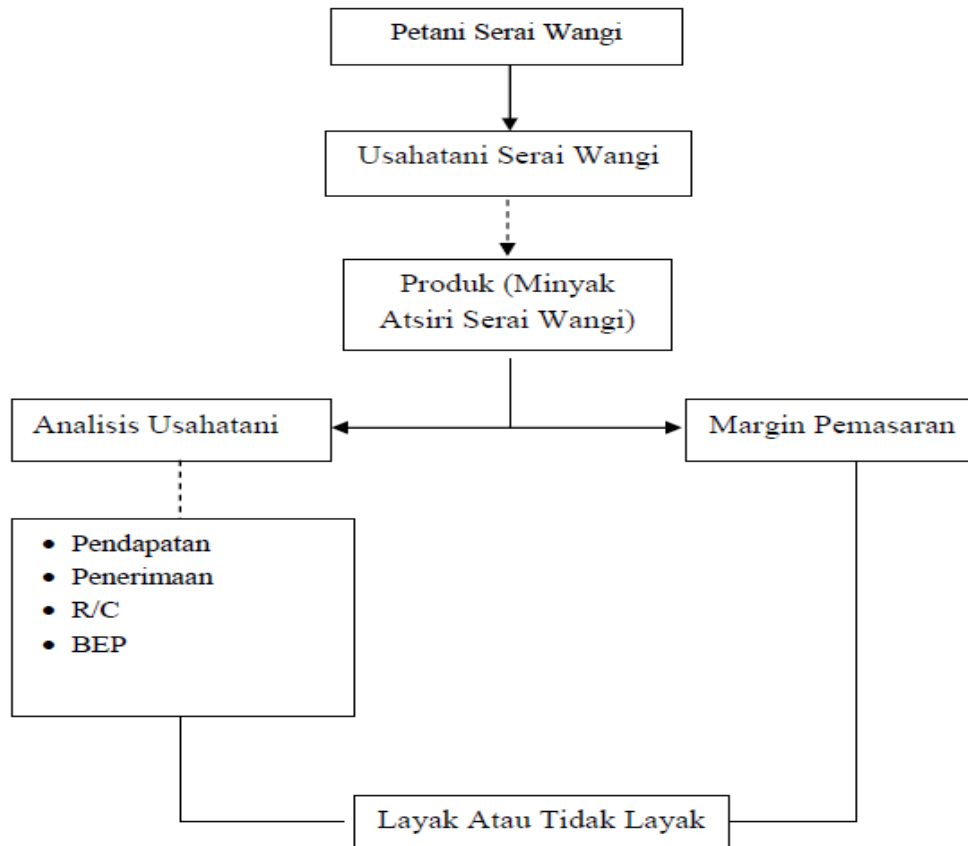 Petani Serai Wangi
Usahatani Serai Wangi
Produk (Minyak
Atsiri Serai Wangi)
Analisis Usahatani
Margin Pemasaran
• Pendapatan
• Penerimaan
• R/C
• BEP
Layak Atau Tidak Layak